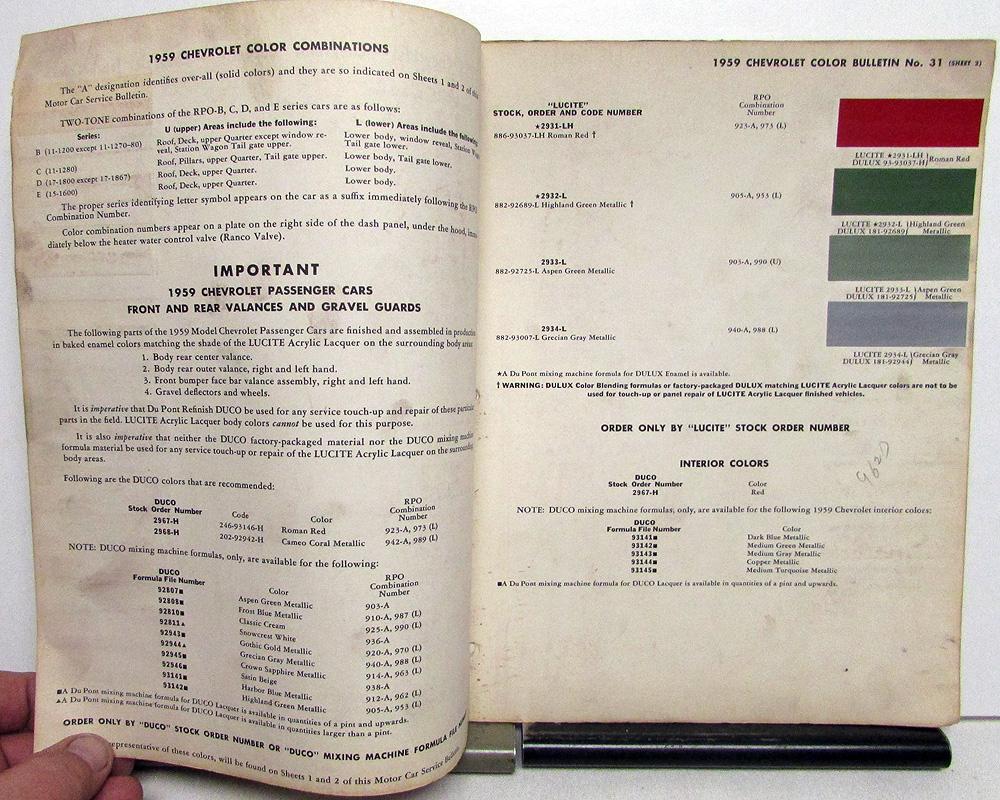 1959 CHEVROLET COLOR COMBINATIONS
The "A" designation identifies over-all (solid colors) and they are so indicated on Sheets 1 and 2 of
Motor Car Service Bulletin.
TWO-TONE combinations of the RPO-B, C, D, and E series cars are as follows:
Series: U (upper) Areas include the following: L (lower) Areas include the following
B (11-1200 except 11-1270-80) Roof, Deck, upper Quarter except window re- Lower body, window reveal, Station
veal, Station Wagon Tail gate upper. Tail gate lower.
C (11-1280) Roof, Pillars, upper Quarter, Tail gate upper. Lower body, Tail gate lower.
D (17-1800 except 17-1867) Roof, Deck, upper Quarter. Lower body.
E (15-1600) Roof, Deck, upper Quarter. Lower body.
The proper series identifying letter symbol appears on the car as a suffix immediately following the RPO
Combination Number.
Color combination numbers appear on a plate on the right side of the dash panel, under the hood,
diately below the heater water control valve (Ranco Valve).
IMPORTANT
1959 CHEVROLET PASSENGER CARS
FRONT AND REAR VALANCES AND GRAVEL GUARDS
The following parts of the 1959 Model Chevrolet Passenger Cars are finished and assembled in
in baked enamel colors matching the shade of the LUCITE Acrylic Lacquer on the surrounding body
1. Body rear center valance.
2. Body rear outer valance, right and left hand.
3. Front bumper face bar valance assembly, right and left hand.
4. Gravel deflectors and wheels.
It is imperative that Du Pont Refinish DUCO be used for any service touch-up and repair of these
parts in the field. LUCITE Acrylic Lacquer body colors cannot be used for this purpose.
It is also imperative that neither the DUCO factory-packaged material nor the DUCO mixing
formula material be used for any service touch-up or repair of the LUCITE Acrylic Lacquer on the
body areas.
Following are the DUCO colors that are recommended:
DUCO Stock Order Number Code Color RPO Combination Number
2967-H 246-93146-H Roman Red 923-A, 973 (L)
2968-H 202-92942-H Cameo Coral Metallic 942-A, 989 (L)
NOTE: DUCO mixing machine formulas, only, are available for the following:
DUCO Formula File Number Color RPO Combination Number
92807■ Aspen Green Metallic 903-A
92808■ Frost Blue Metallic 910-A, 987 (L)
92810■ Classic Cream 925-A, 990 (L)
92811▲ Snowcrest White 936-A
92943■ Gothic Gold Metallic 920-A, 970 (L)
92944▲ Grecian Gray Metallic 940-A, 988 (L)
92945■ Crown Sapphire Metallic 914-A, 963 (L)
92946■ Satin Beige 938-A
93141■ Harbor Blue Metallic 912-A, 962 (L)
93142■ Highland Green Metallic 905-A, 953 (L)
■A Du Pont mixing machine formula for DUCO Lacquer is available in quantities of a pint and upwards.
▲A Du Pont mixing machine formula for DUCO Lacquer is available in quantities larger than a pint.
ORDER ONLY BY "DUCO" STOCK ORDER NUMBER OR "DUCO" MIXING MACHINE FORMULA FILE
representative of these colors, will be found on Sheets 1 and 2 of this Motor Car Service Bulletin
1959 CHEVROLET COLOR BULLETIN No. 31 (SHEET 3)
"LUCITE"
STOCK, ORDER AND CODE NUMBER
RPO
Combination
Number
★2931-LH
886-93037-LH Roman Red † 923-A, 973 (L)
LUCITE ★2931-LH } Roman Red
DULUX 93-93037-H
★2932-L
882-92689-L Highland Green Metallic † 905-A, 953 (L)
LUCITE ★2932-L } Highland Green
DULUX 181-92689 Metallic
2933-L
882-92725-L Aspen Green Metallic 903-A, 990 (U)
LUCITE 2933-L } Aspen Green
DULUX 181-92725 Metallic
2934-L
882-93007-L Grecian Gray Metallic 940-A, 988 (L)
LUCITE 2934-L } Grecian Gray
DULUX 181-92944 Metallic
★A Du Pont mixing machine formula for DULUX Enamel is available.
† WARNING: DULUX Color Blending formulas or factory-packaged DULUX matching LUCITE Acrylic Lacquer colors are not to be
used for touch-up or panel repair of LUCITE Acrylic Lacquer finished vehicles.
ORDER ONLY BY "LUCITE" STOCK ORDER NUMBER
962D
INTERIOR COLORS
DUCO
Stock Order Number Color
2967-H Red
NOTE: DUCO mixing machine formulas, only, are available for the following 1959 Chevrolet interior colors:
DUCO
Formula File Number Color
93141■ Dark Blue Metallic
93142■ Medium Green Metallic
93143■ Medium Gray Metallic
93144■ Copper Metallic
93145■ Medium Turquoise Metallic
■A Du Pont mixing machine formula for DUCO Lacquer is available in quantities of a pint and upwards.